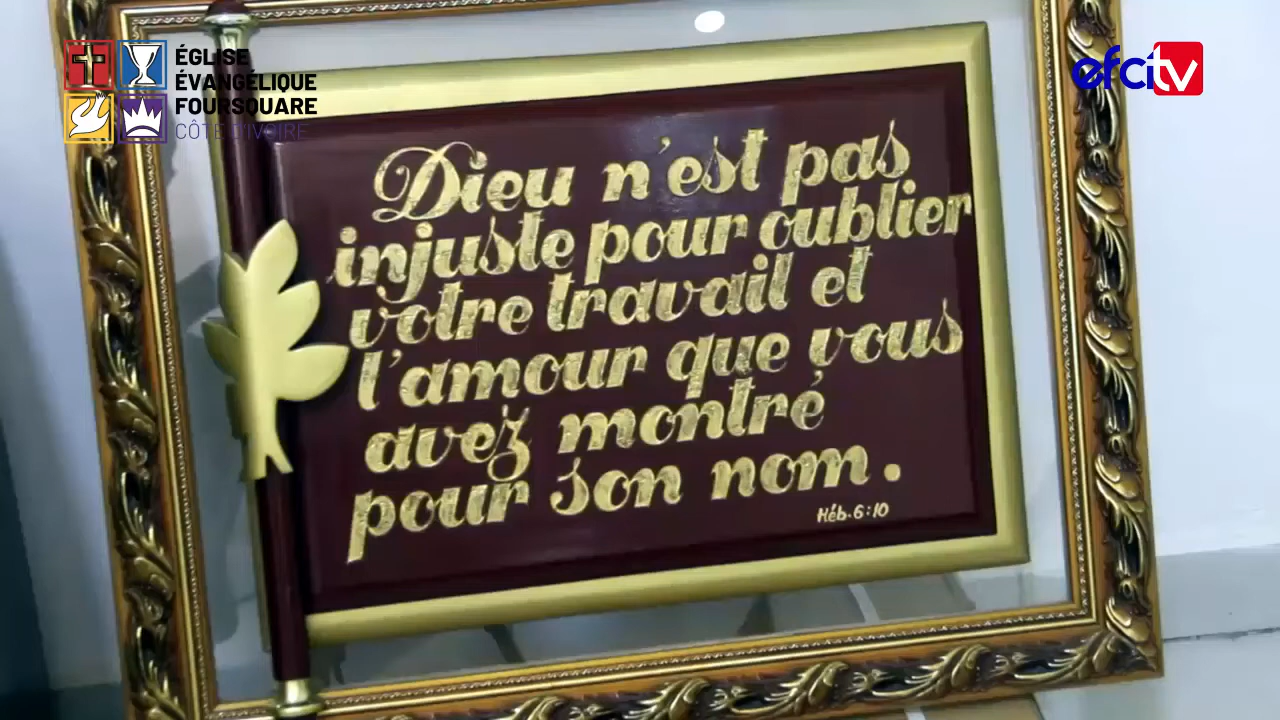 ÉGLISE
ÉVANGÉLIQUE
FOURSQUARE
CÔTE D'IVOIRE
efcitv
Dieu n'est pas
injuste pour oublier
votre travail et
l'amour que vous
avez montré
pour son nom.
Héb. 6:10